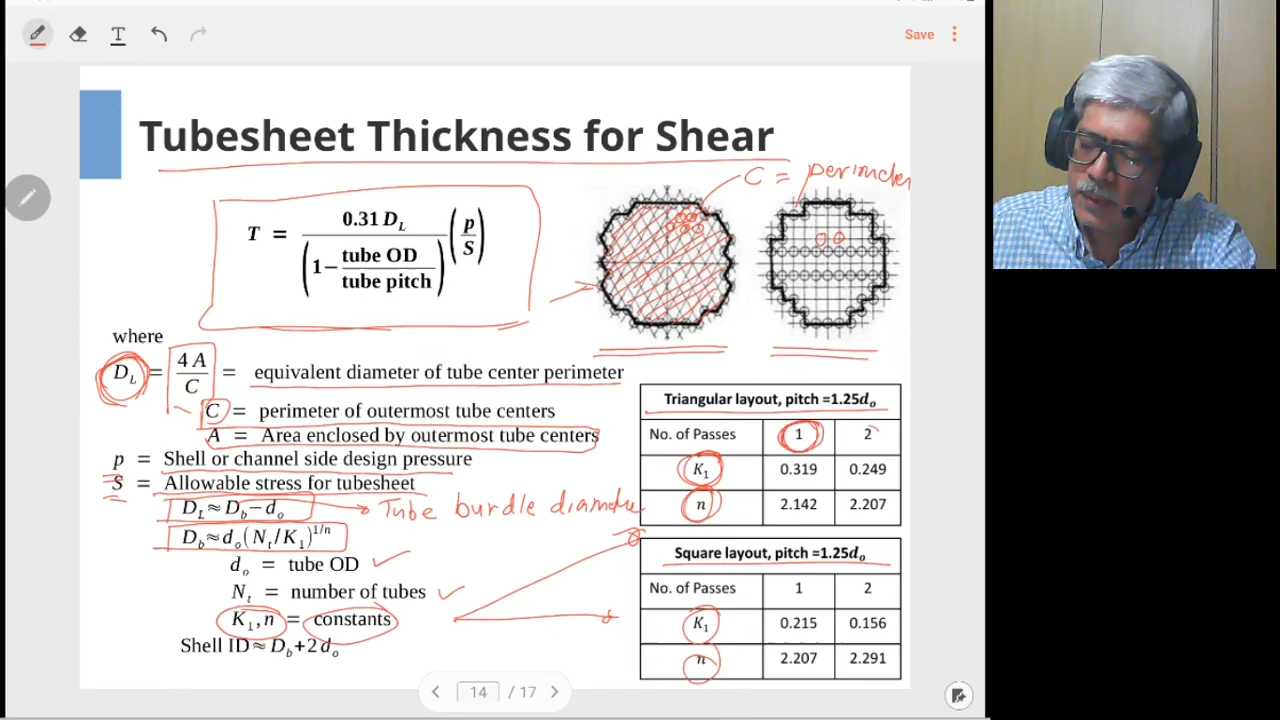 Save
Tubesheet Thickness for Shear
C = perimeter
T = 0.31 D_L / (1 − tube OD / tube pitch) (p / S)
where
D_L = 4 A / C = equivalent diameter of tube center perimeter
C = perimeter of outermost tube centers
A = Area enclosed by outermost tube centers
p = Shell or channel side design pressure
S = Allowable stress for tubesheet
D_L ≈ D_b − d_o Tube burdle diameter
D_b ≈ d_o (N_t / K_1)^1/n
d_o = tube OD
N_t = number of tubes
K_1, n = constants
Shell ID ≈ D_b + 2 d_o
Triangular layout, pitch =1.25d_o
No. of Passes 1 2
K_1 0.319 0.249
n 2.142 2.207
Square layout, pitch =1.25d_o
No. of Passes 1 2
K_1 0.215 0.156
n 2.207 2.291
14 / 17